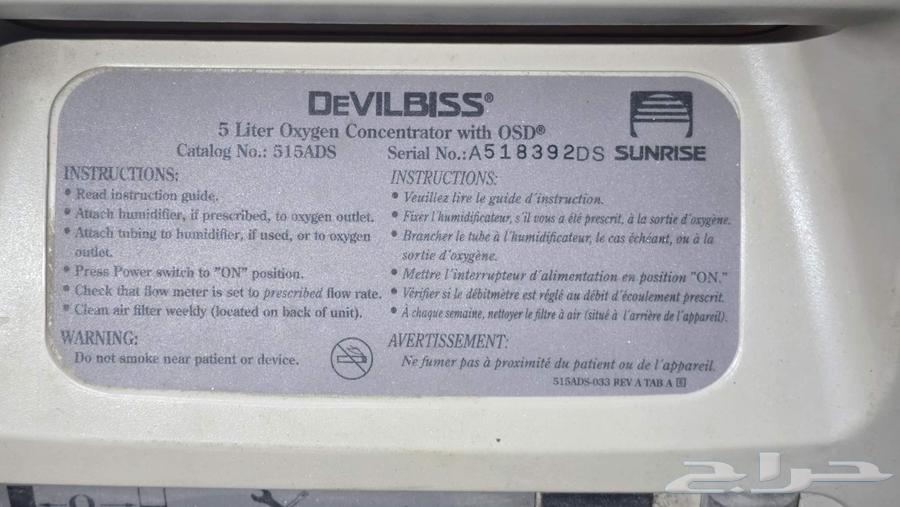 DEVILBISS®
5 Liter Oxygen Concentrator with OSD®
Catalog No.: 515ADS Serial No.: A518392DS SUNRISE
INSTRUCTIONS:
• Read instruction guide.
• Attach humidifier, if prescribed, to oxygen outlet.
• Attach tubing to humidifier, if used, or to oxygen
outlet.
• Press Power switch to "ON" position.
• Check that flow meter is set to prescribed flow rate.
• Clean air filter weekly (located on back of unit).
WARNING:
Do not smoke near patient or device.
INSTRUCTIONS:
• Veuillez lire le guide d'instruction.
• Fixer l'humidificateur, s'il vous a été prescrit, à la sortie d'oxygène.
• Brancher le tube à l'humidificateur, le cas échéant, ou à la
sortie d'oxygène.
• Mettre l'interrupteur d'alimentation en position "ON."
• Vérifier si le débitmètre est réglé au débit d'écoulement prescrit.
• À chaque semaine, nettoyer le filtre à air (situé à l'arrière de l'appareil).
AVERTISSEMENT:
Ne fumer pas à proximité du patient ou de l'appareil.
515ADS-033 REV A TAB A
حراج